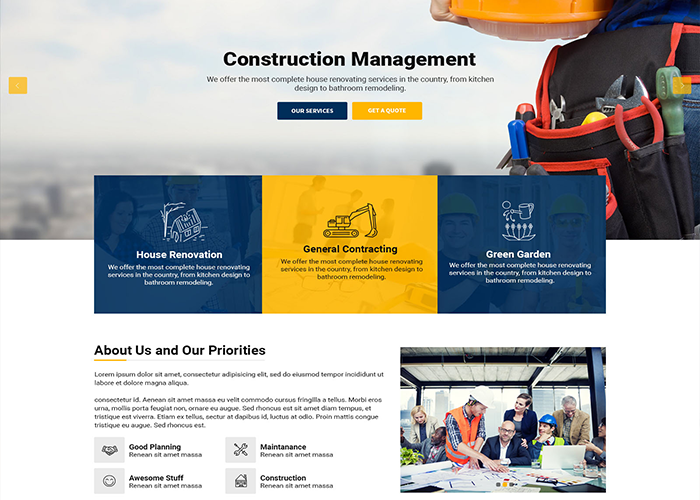 Construction Management
We offer the most complete house renovating services in the country, from kitchen
design to bathroom remodeling.
OUR SERVICES
GET A QUOTE
House Renovation
We offer the most complete house renovating
services in the country, from kitchen design to
bathroom remodeling.
General Contracting
We offer the most complete house renovating
services in the country, from kitchen design to
bathroom remodeling.
Green Garden
We offer the most complete house renovating
services in the country, from kitchen design to
bathroom remodeling.
About Us and Our Priorities
Lorem ipsum dolor sit amet, consectetur adipisicing elit, sed do eiusmod tempor incididunt ut
labore et dolore magna aliqua.
consectetur id. Aenean sit amet massa eu velit commodo cursus fringilla a tellus. Morbi eros
urna, mollis porta feugiat non, ornare eu augue. Sed rhoncus est sit amet diam tempus, et
tristique est viverra. Etiam ex tellus, sectur at dapibus id, luctus at odio. Proin mattis congue
tristique eu augue. Sed rhoncus est.
Good Planning
Renean sit amet massa
Maintanance
Renean sit amet massa
Awesome Stuff
Renean sit amet massa
Construction
Renean sit amet massa